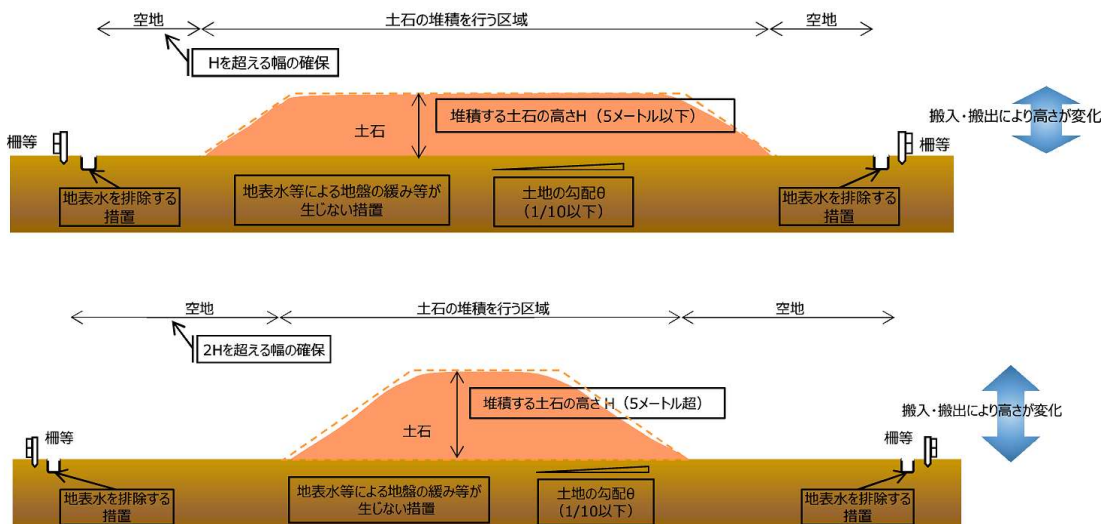 空地
土石の堆積を行う区域
空地
Hを超える幅の確保
堆積する土石の高さH（5メートル以下）
搬入・搬出により高さが変化
土石
柵等
柵等
地表水を排除する
措置
地表水等による地盤の緩み等が
生じない措置
土地の勾配θ
（1/10以下）
地表水を排除する
措置
空地
土石の堆積を行う区域
空地
2Hを超える幅の確保
堆積する土石の高さH（5メートル超）
搬入・搬出により高さが変化
土石
柵等
柵等
地表水を排除する
措置
地表水等による地盤の緩み等が
生じない措置
土地の勾配θ
（1/10以下）
地表水を排除する
措置